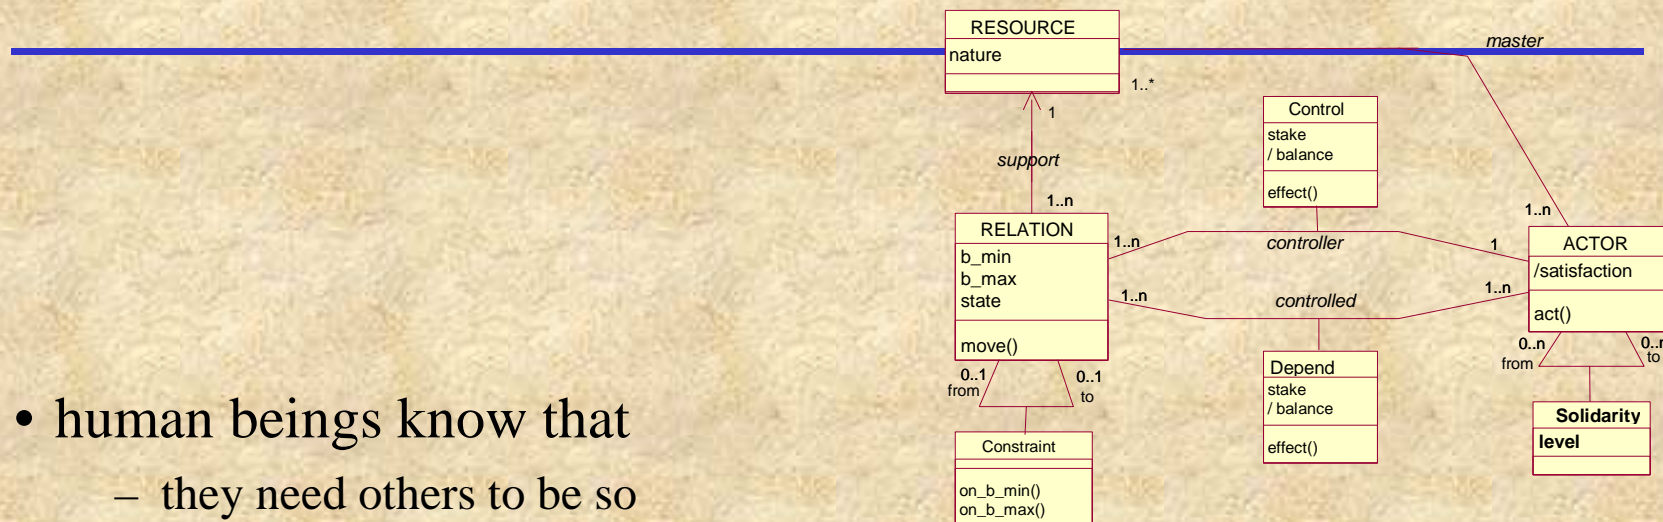 RESOURCE
nature
master
1..*
1
support
1..n
Control
stake
/ balance
effect()
RELATION
b_min
b_max
state
move()
1..n
controller
1
1..n
ACTOR
/satisfaction
act()
1..n
controlled
1..n
0..1
from
0..1
to
Depend
stake
/ balance
effect()
0..n
from
to
Solidarity
level
Constraint
on_b_min()
on_b_max()
• human beings know that
– they need others to be so